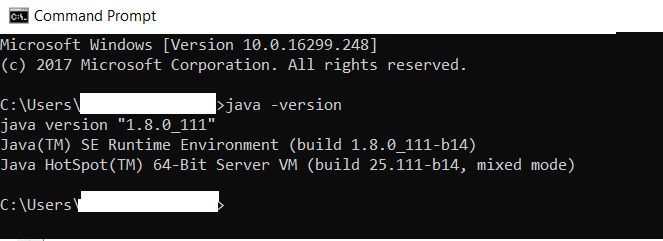 Command Prompt
Microsoft Windows [Version 10.0.16299.248]
(c) 2017 Microsoft Corporation. All rights reserved.
C:\Users\>java -version
java version "1.8.0_111"
Java(TM) SE Runtime Environment (build 1.8.0_111-b14)
Java HotSpot(TM) 64-Bit Server VM (build 25.111-b14, mixed mode)
C:\Users\>